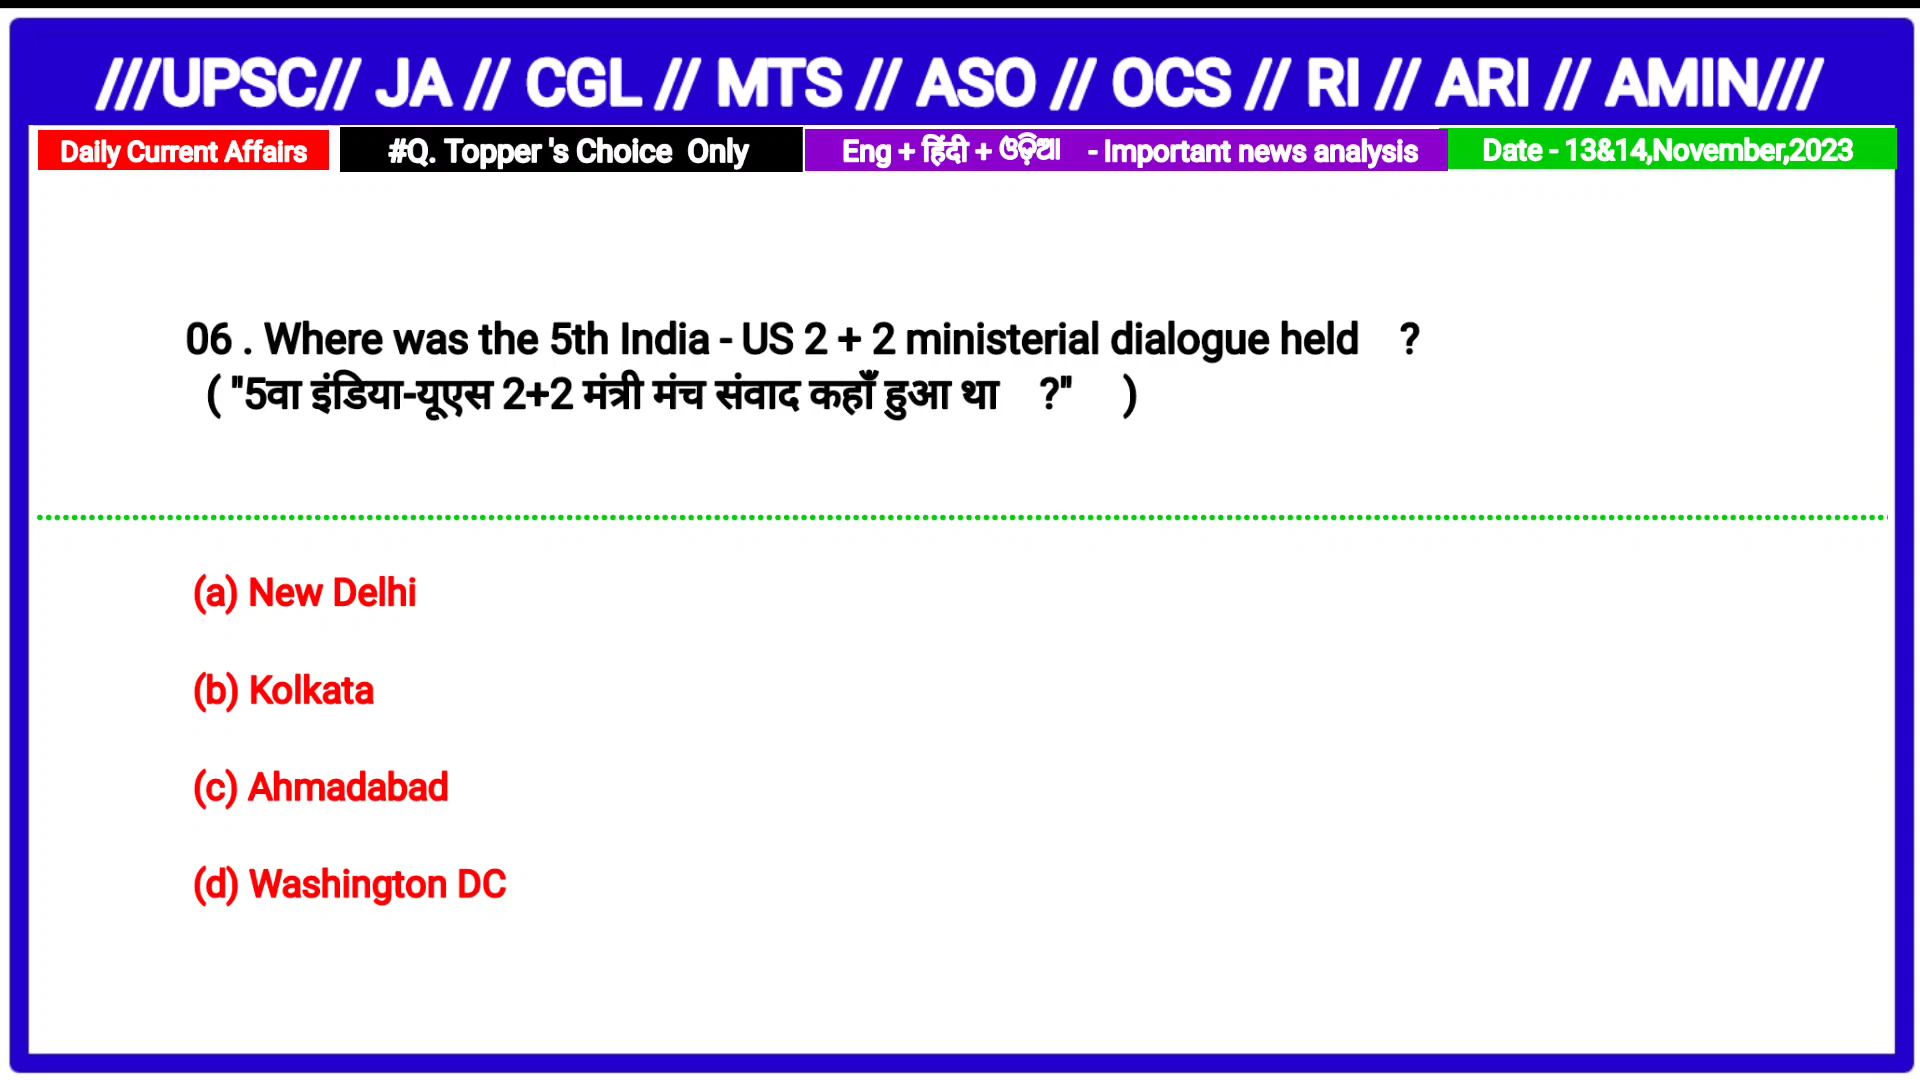 ///UPSC// JA // CGL // MTS // ASO // OCS // RI // ARI // AMIN///
Daily Current Affairs #Q. Topper 's Choice Only Eng + हिंदी + ଓଡ଼ିଆ - Important news analysis Date - 13&14,November,2023
06 . Where was the 5th India - US 2 + 2 ministerial dialogue held ?
( "5वा इंडिया-यूएस 2+2 मंत्री मंच संवाद कहाँ हुआ था ?" )
(a) New Delhi
(b) Kolkata
(c) Ahmadabad
(d) Washington DC